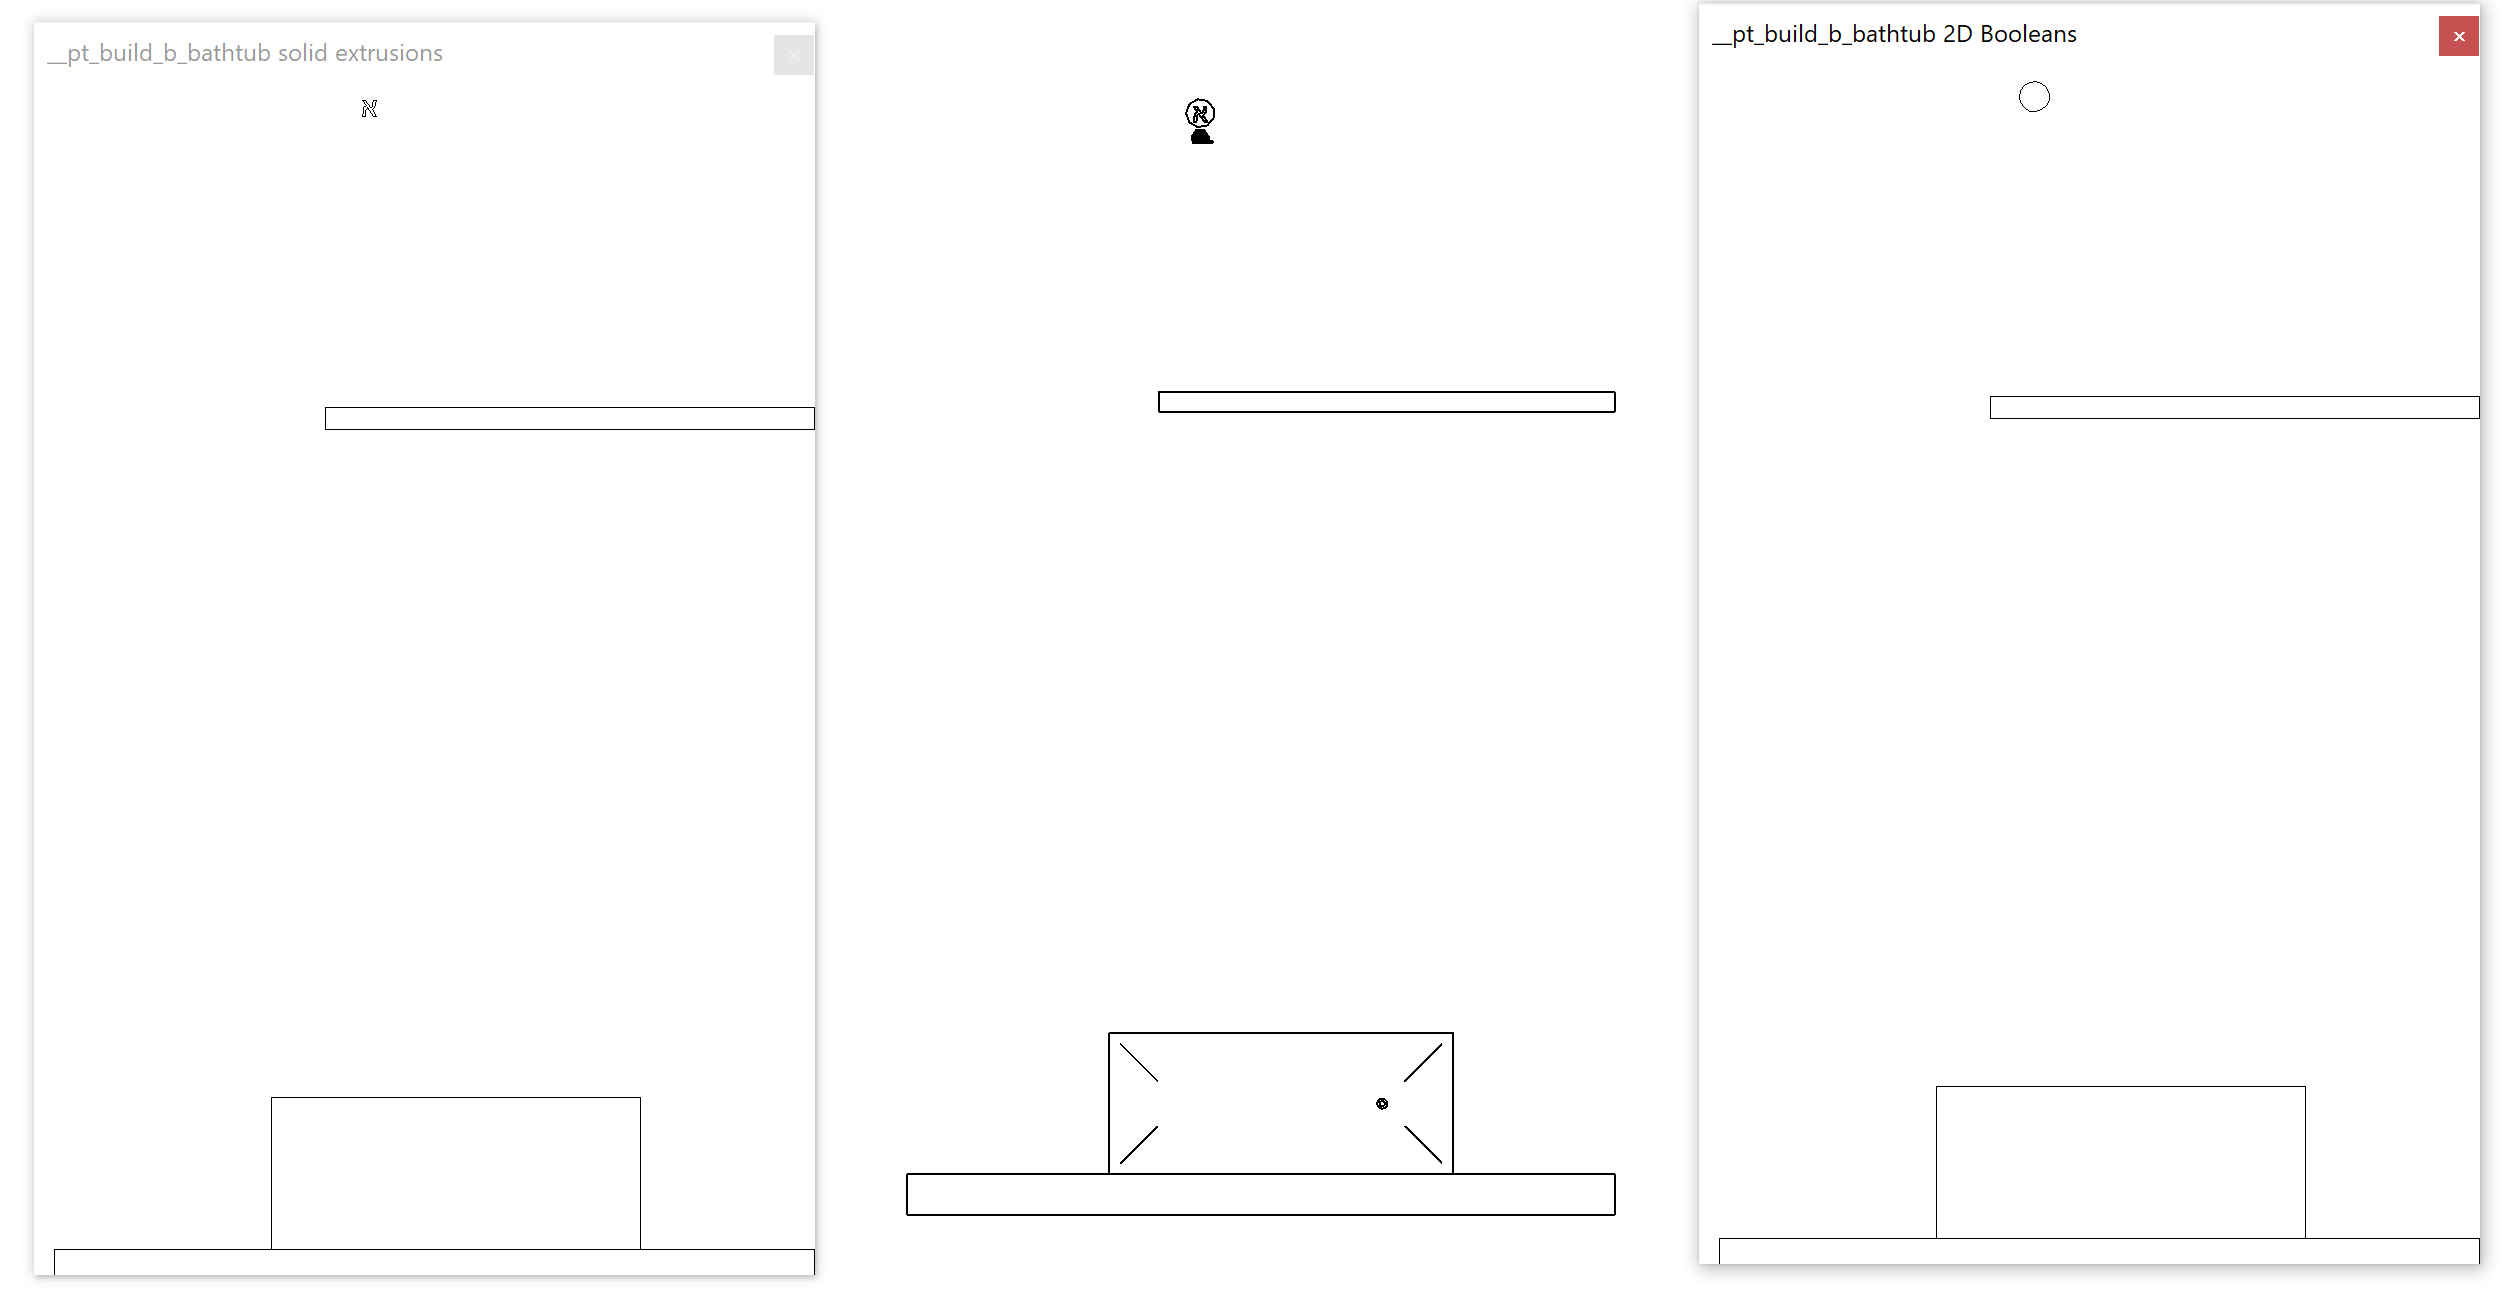 __pt_build_b_bathtub solid extrusions
א
א
__pt_build_b_bathtub 2D Booleans